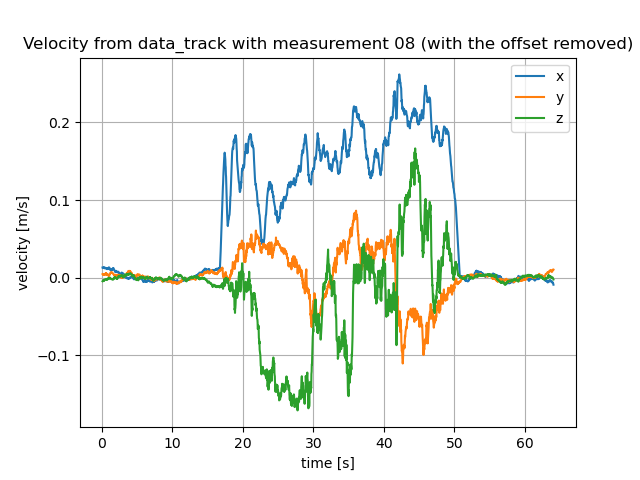 Velocity from data_track with measurement 08 (with the offset removed)
x
y
z
0.2
0.1
0.0
−0.1
velocity [m/s]
0 10 20 30 40 50 60
time [s]